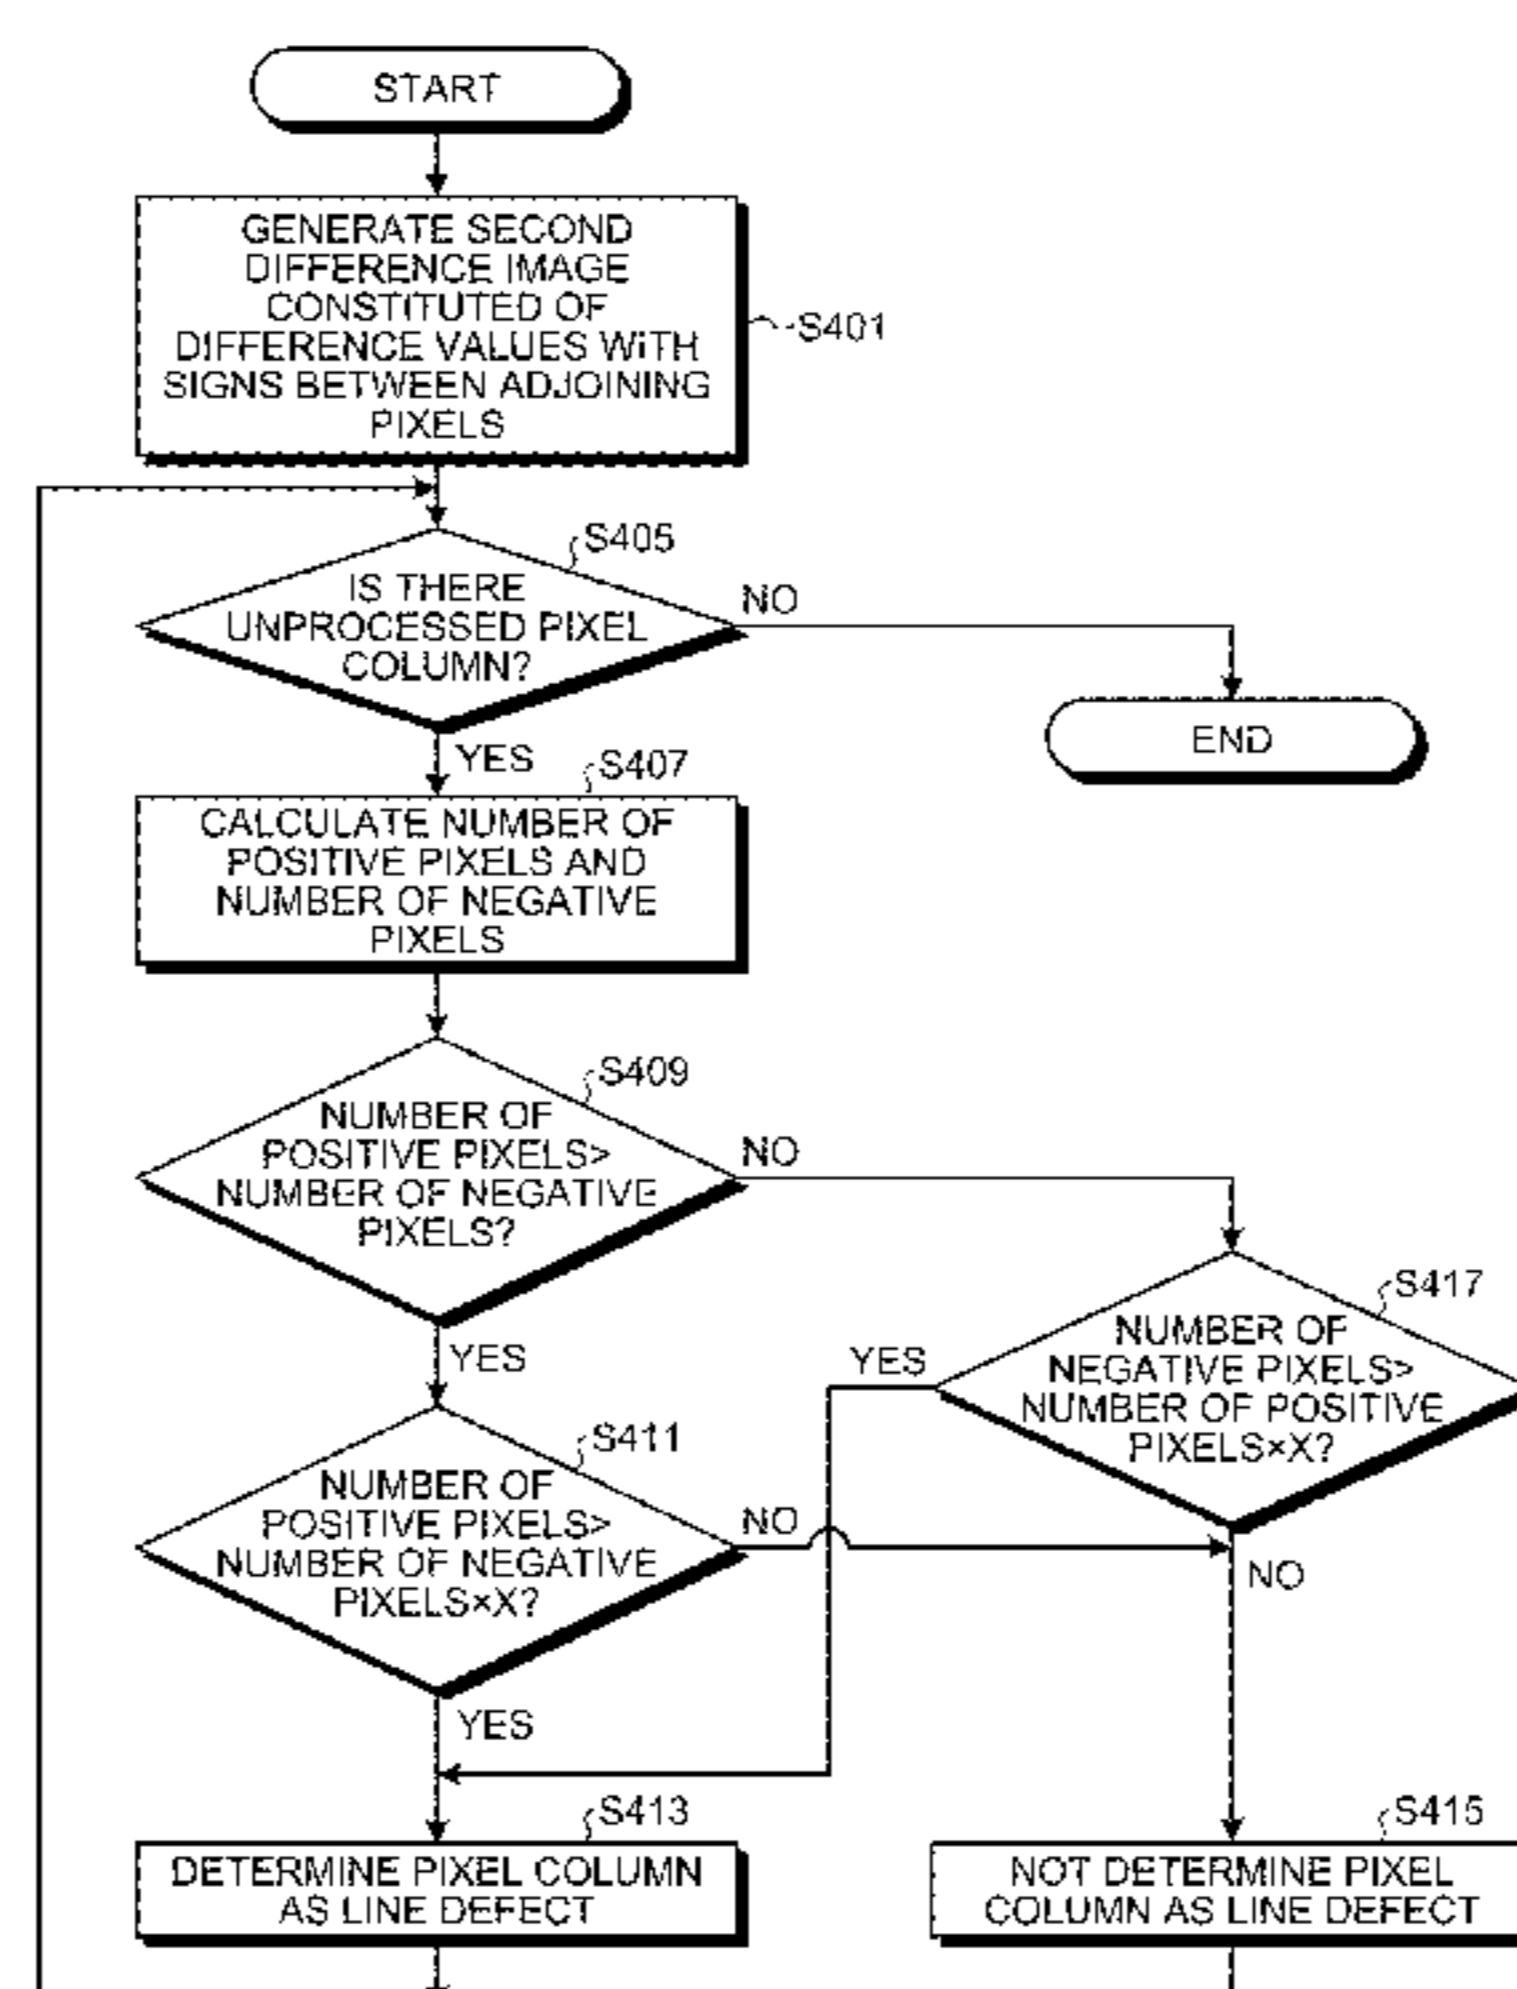 START
GENERATE SECOND
DIFFERENCE IMAGE
CONSTITUTED OF
DIFFERENCE VALUES WITH
SIGNS BETWEEN ADJOINING
PIXELS
S401
S405
IS THERE
UNPROCESSED PIXEL
COLUMN?
NO
END
YES
S407
CALCULATE NUMBER OF
POSITIVE PIXELS AND
NUMBER OF NEGATIVE
PIXELS
S409
NUMBER OF
POSITIVE PIXELS>
NUMBER OF NEGATIVE
PIXELS?
NO
YES
S417
NUMBER OF
NEGATIVE PIXELS>
NUMBER OF POSITIVE
PIXELS×X?
YES
NO
S411
NUMBER OF
POSITIVE PIXELS>
NUMBER OF NEGATIVE
PIXELS×X?
NO
YES
S413
DETERMINE PIXEL COLUMN
AS LINE DEFECT
S415
NOT DETERMINE PIXEL
COLUMN AS LINE DEFECT